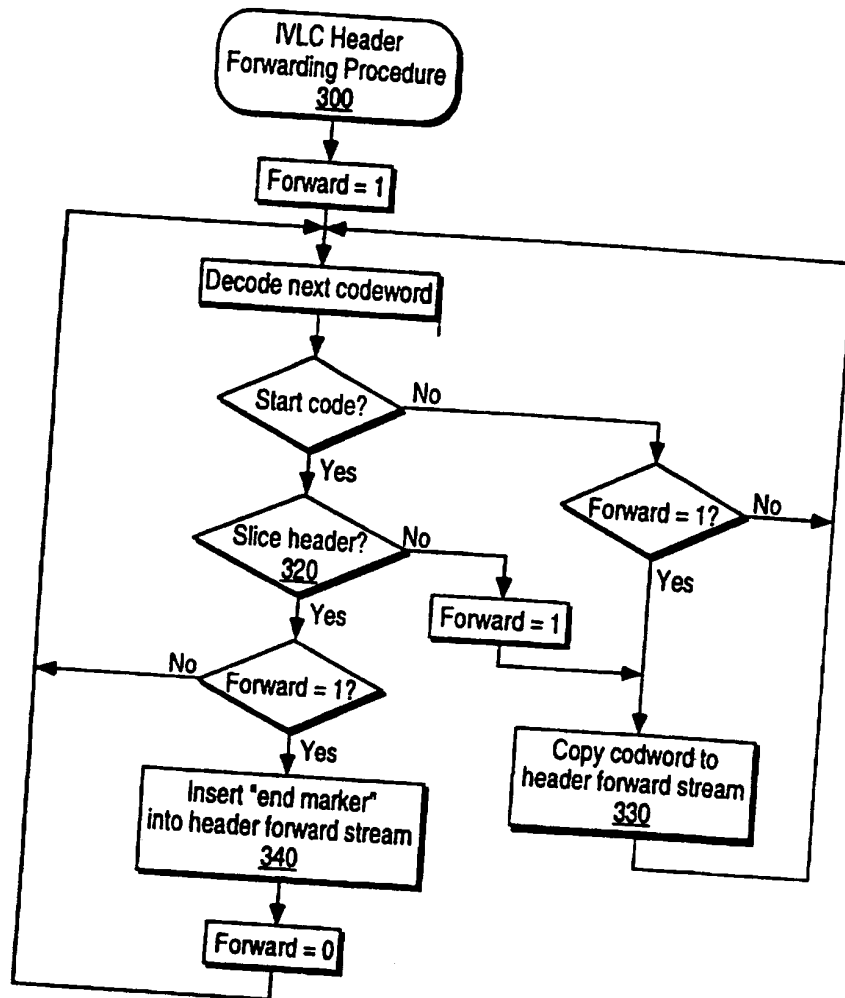 IVLC Header
Forwarding Procedure
300
Forward = 1
Decode next codeword
Start code?
No
Yes
Forward = 1?
No
Yes
Slice header?
320
No
Yes
Forward = 1
Forward = 1?
No
Yes
Copy codword to
header forward stream
330
Insert "end marker"
into header forward stream
340
Forward = 0